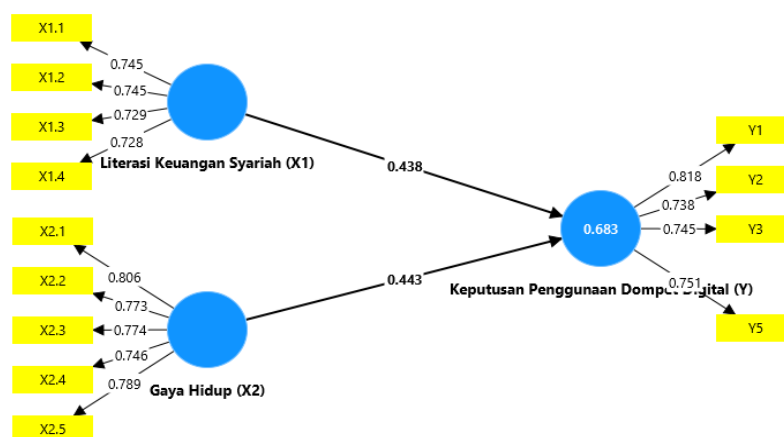 X1.1
0.745
X1.2
0.745
X1.3
0.729
X1.4
0.728
Literasi Keuangan Syariah (X1)
0.438
X2.1
0.806
X2.2
0.773
X2.3
0.774
X2.4
0.746
X2.5
0.789
Gaya Hidup (X2)
0.443
0.683
Keputusan Penggunaan Dompet Digital (Y)
Y1
0.818
Y2
0.738
Y3
0.745
Y5
0.751